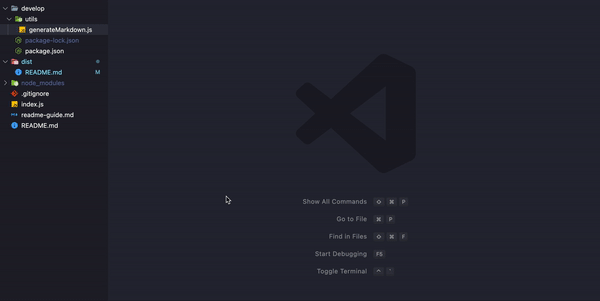 develop
utils
generateMarkdown.js
package-lock.json
package.json
dist
README.md M
node_modules
.gitignore
index.js
readme-guide.md
README.md
Show All Commands ⇧ ⌘ P
Go to File ⌘ P
Find in Files ⇧ ⌘ F
Start Debugging F5
Toggle Terminal ^ `